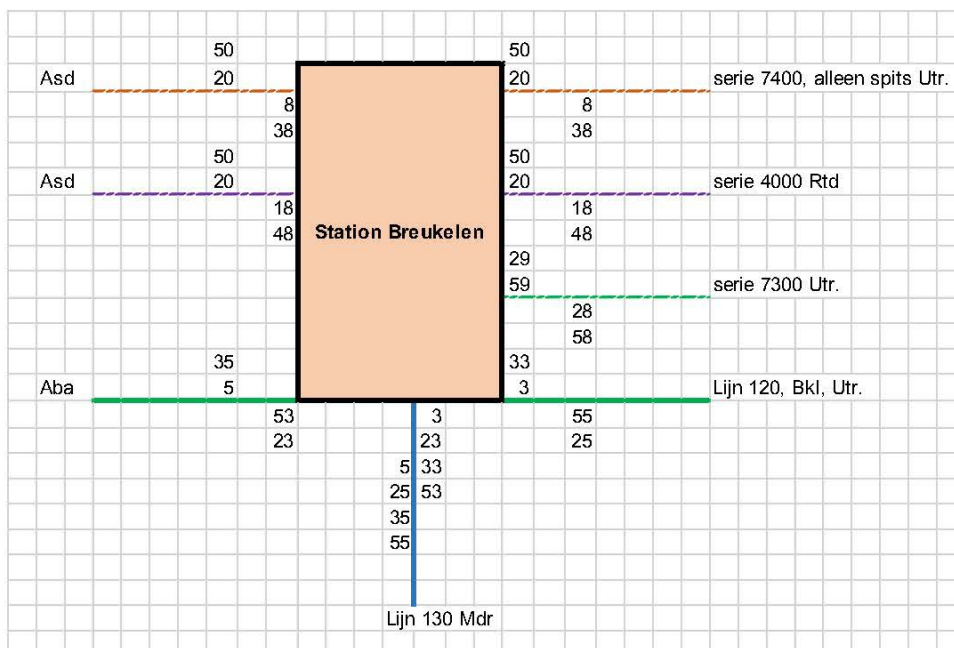 50 50
Asd 20 20 serie 7400, alleen spits Utr.
8 8
38 38
50 50
Asd 20 20 serie 4000 Rtd
18 18
48 Station Breukelen 48
29
59 serie 7300 Utr.
28
58
35 33
Aba 5 3 Lijn 120, Bkl, Utr.
53 3 55
23 23 25
5 33
25 53
35
55
Lijn 130 Mdr